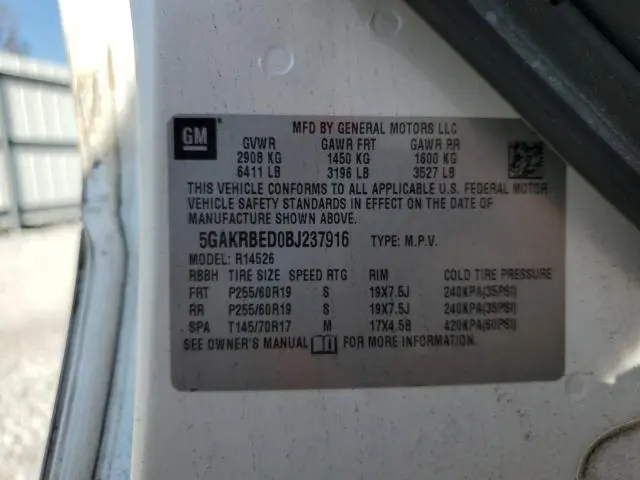 GM
MFD BY GENERAL MOTORS LLC
GVWR GAWR FRT GAWR RR
2908 KG 1450 KG 1600 KG
6411 LB 3196 LB 3527 LB
THIS VEHICLE CONFORMS TO ALL APPLICABLE U.S. FEDERAL MOTOR
VEHICLE SAFETY STANDARDS IN EFFECT ON THE DATE OF
MANUFACTURE SHOWN ABOVE.
5GAKRBED0BJ237916 TYPE: M.P.V.
MODEL: R14526
RBBH TIRE SIZE SPEED RTG RIM COLD TIRE PRESSURE
FRT P255/60R19 S 19X7.5J 240KPA(35PSI)
RR P255/60R19 S 19X7.5J 240KPA(35PSI)
SPA T145/70R17 M 17X4.5B 420KPA(60PSI)
SEE OWNER'S MANUAL FOR MORE INFORMATION.